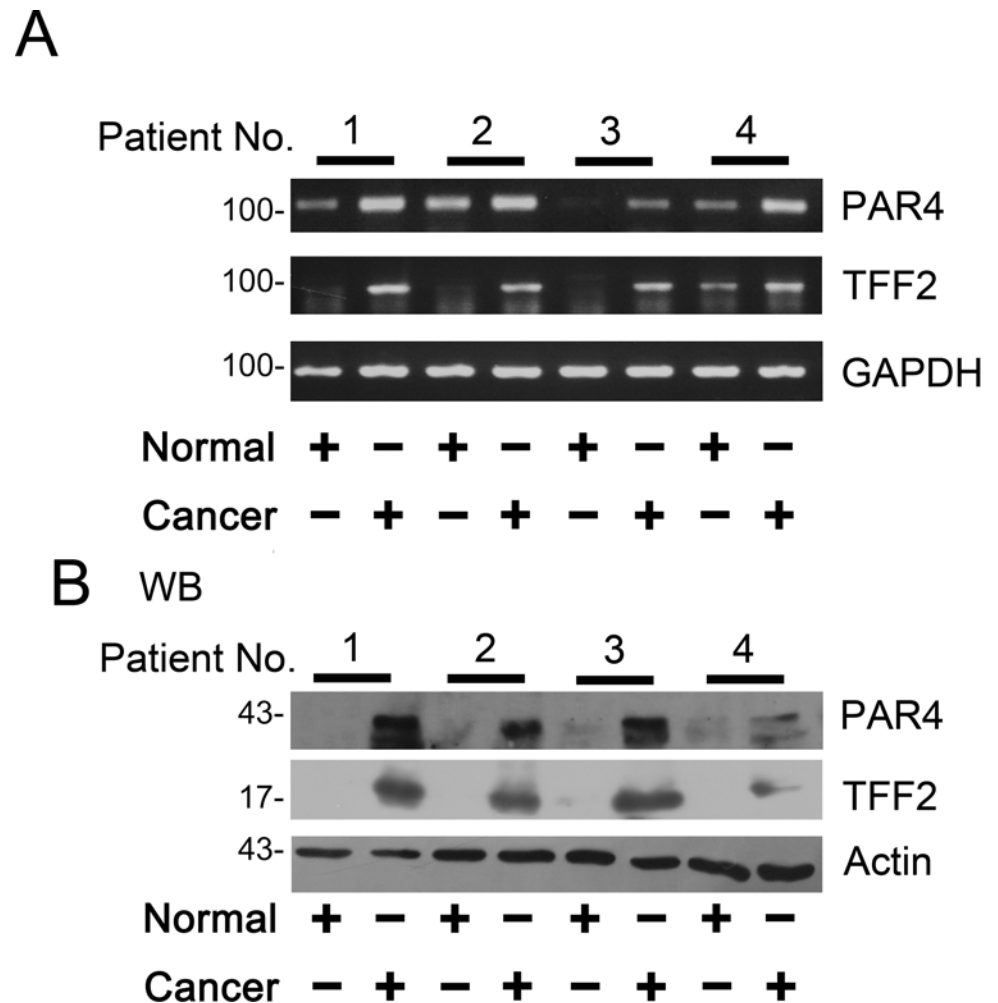 A
Patient No. 1 2 3 4
100- PAR4
100- TFF2
100- GAPDH
Normal + − + − + − + −
Cancer − + − + − + − +
B WB
Patient No. 1 2 3 4
43- PAR4
17- TFF2
43- Actin
Normal + − + − + − + −
Cancer − + − + − + − +